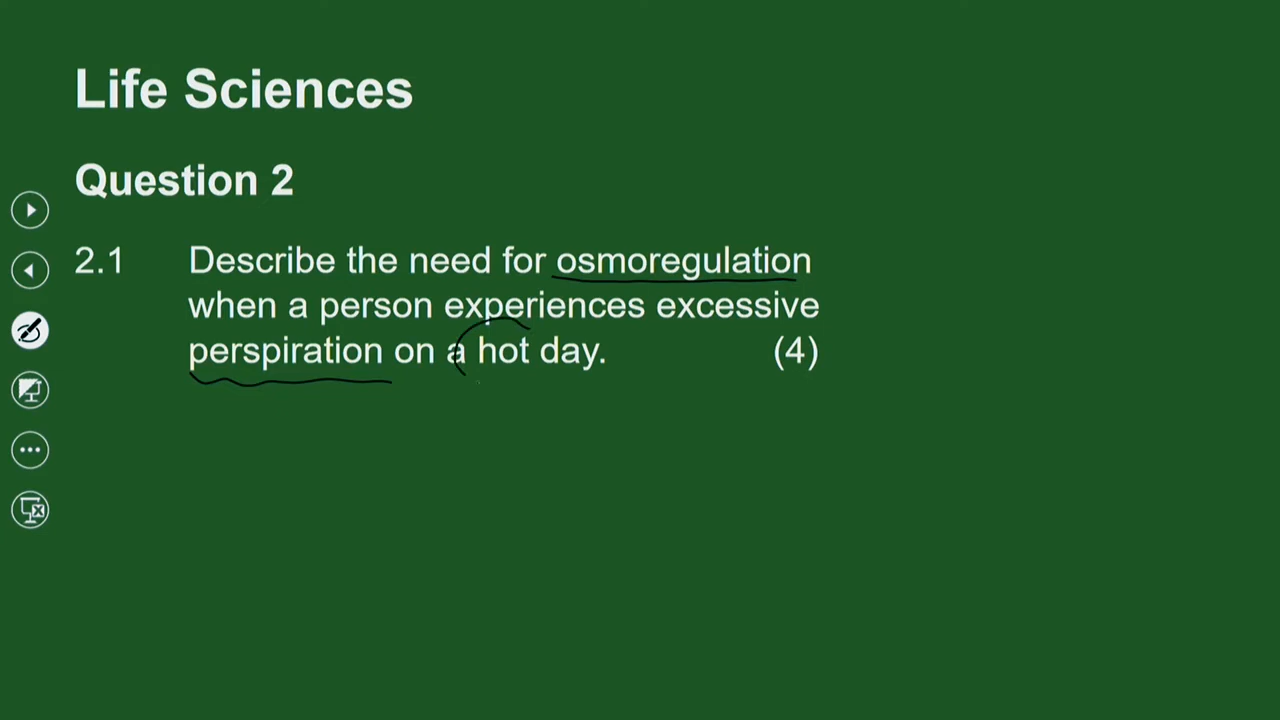 Life Sciences
Question 2
2.1 Describe the need for osmoregulation
when a person experiences excessive
perspiration on a hot day. (4)